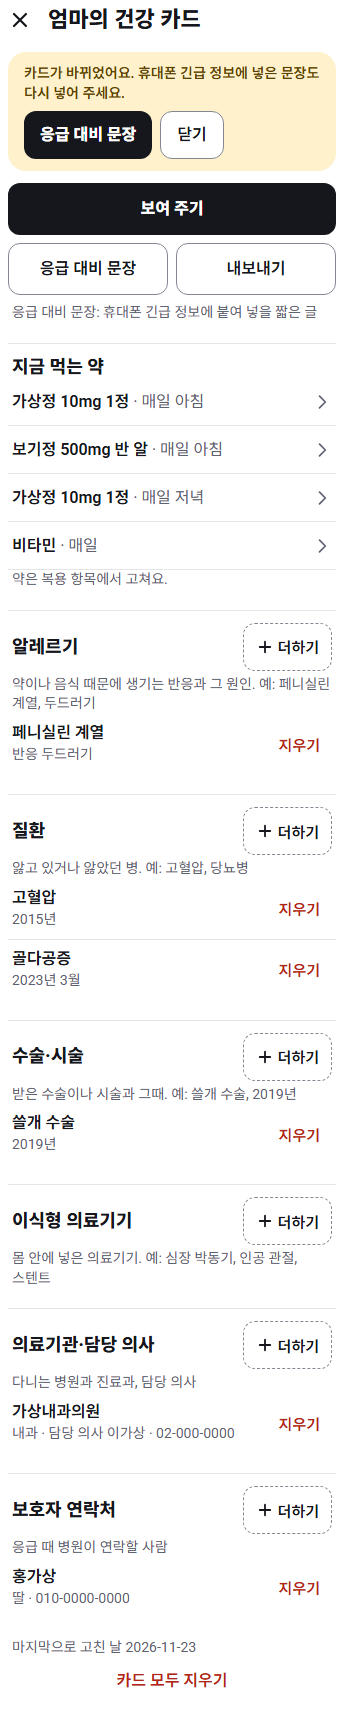 엄마의 건강 카드
카드가 바뀌었어요. 휴대폰 긴급 정보에 넣은 문장도
다시 넣어 주세요.
응급 대비 문장
닫기
보여 주기
응급 대비 문장
내보내기
응급 대비 문장: 휴대폰 긴급 정보에 붙여 넣을 짧은 글
지금 먹는 약
가상정 10mg 1정 · 매일 아침
보기정 500mg 반 알 · 매일 아침
가상정 10mg 1정 · 매일 저녁
비타민 · 매일
약은 복용 항목에서 고쳐요.
알레르기
+ 더하기
약이나 음식 때문에 생기는 반응과 그 원인. 예: 페니실린
계열, 두드러기
페니실린 계열
반응 두드러기
지우기
질환
+ 더하기
앓고 있거나 앓았던 병. 예: 고혈압, 당뇨병
고혈압
2015년
지우기
골다공증
2023년 3월
지우기
수술·시술
+ 더하기
받은 수술이나 시술과 그때. 예: 쓸개 수술, 2019년
쓸개 수술
2019년
지우기
이식형 의료기기
+ 더하기
몸 안에 넣은 의료기기. 예: 심장 박동기, 인공 관절,
스텐트
의료기관·담당 의사
+ 더하기
다니는 병원과 진료과, 담당 의사
가상내과의원
내과 · 담당 의사 이가상 · 02-000-0000
지우기
보호자 연락처
+ 더하기
응급 때 병원이 연락할 사람
홍가상
딸 · 010-0000-0000
지우기
마지막으로 고친 날 2026-11-23
카드 모두 지우기